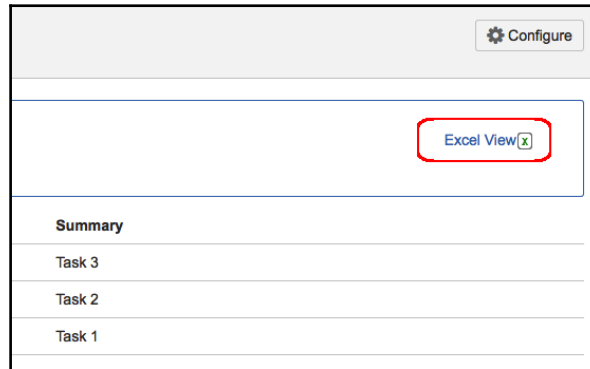 Configure
Excel View
Summary
Task 3
Task 2
Task 1